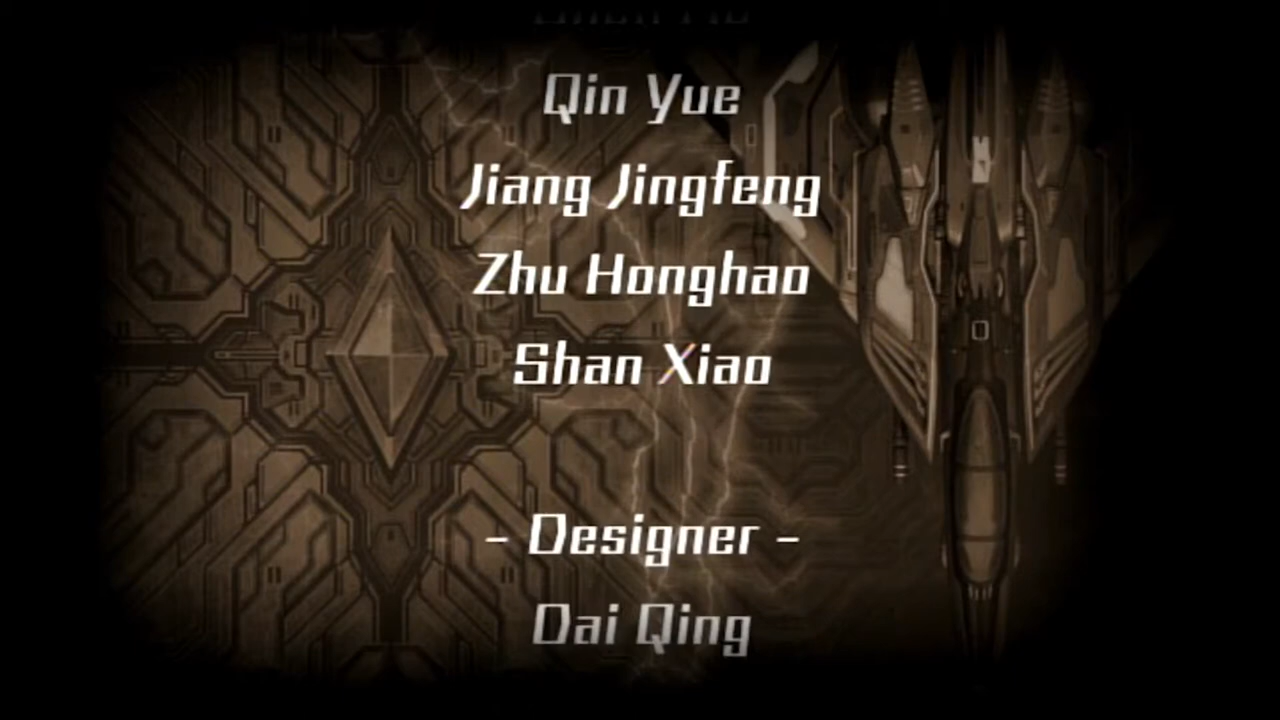 Qin Yue
Jiang Jingfeng
Zhu Honghao
Shan Xiao
- Designer -
Dai Qing